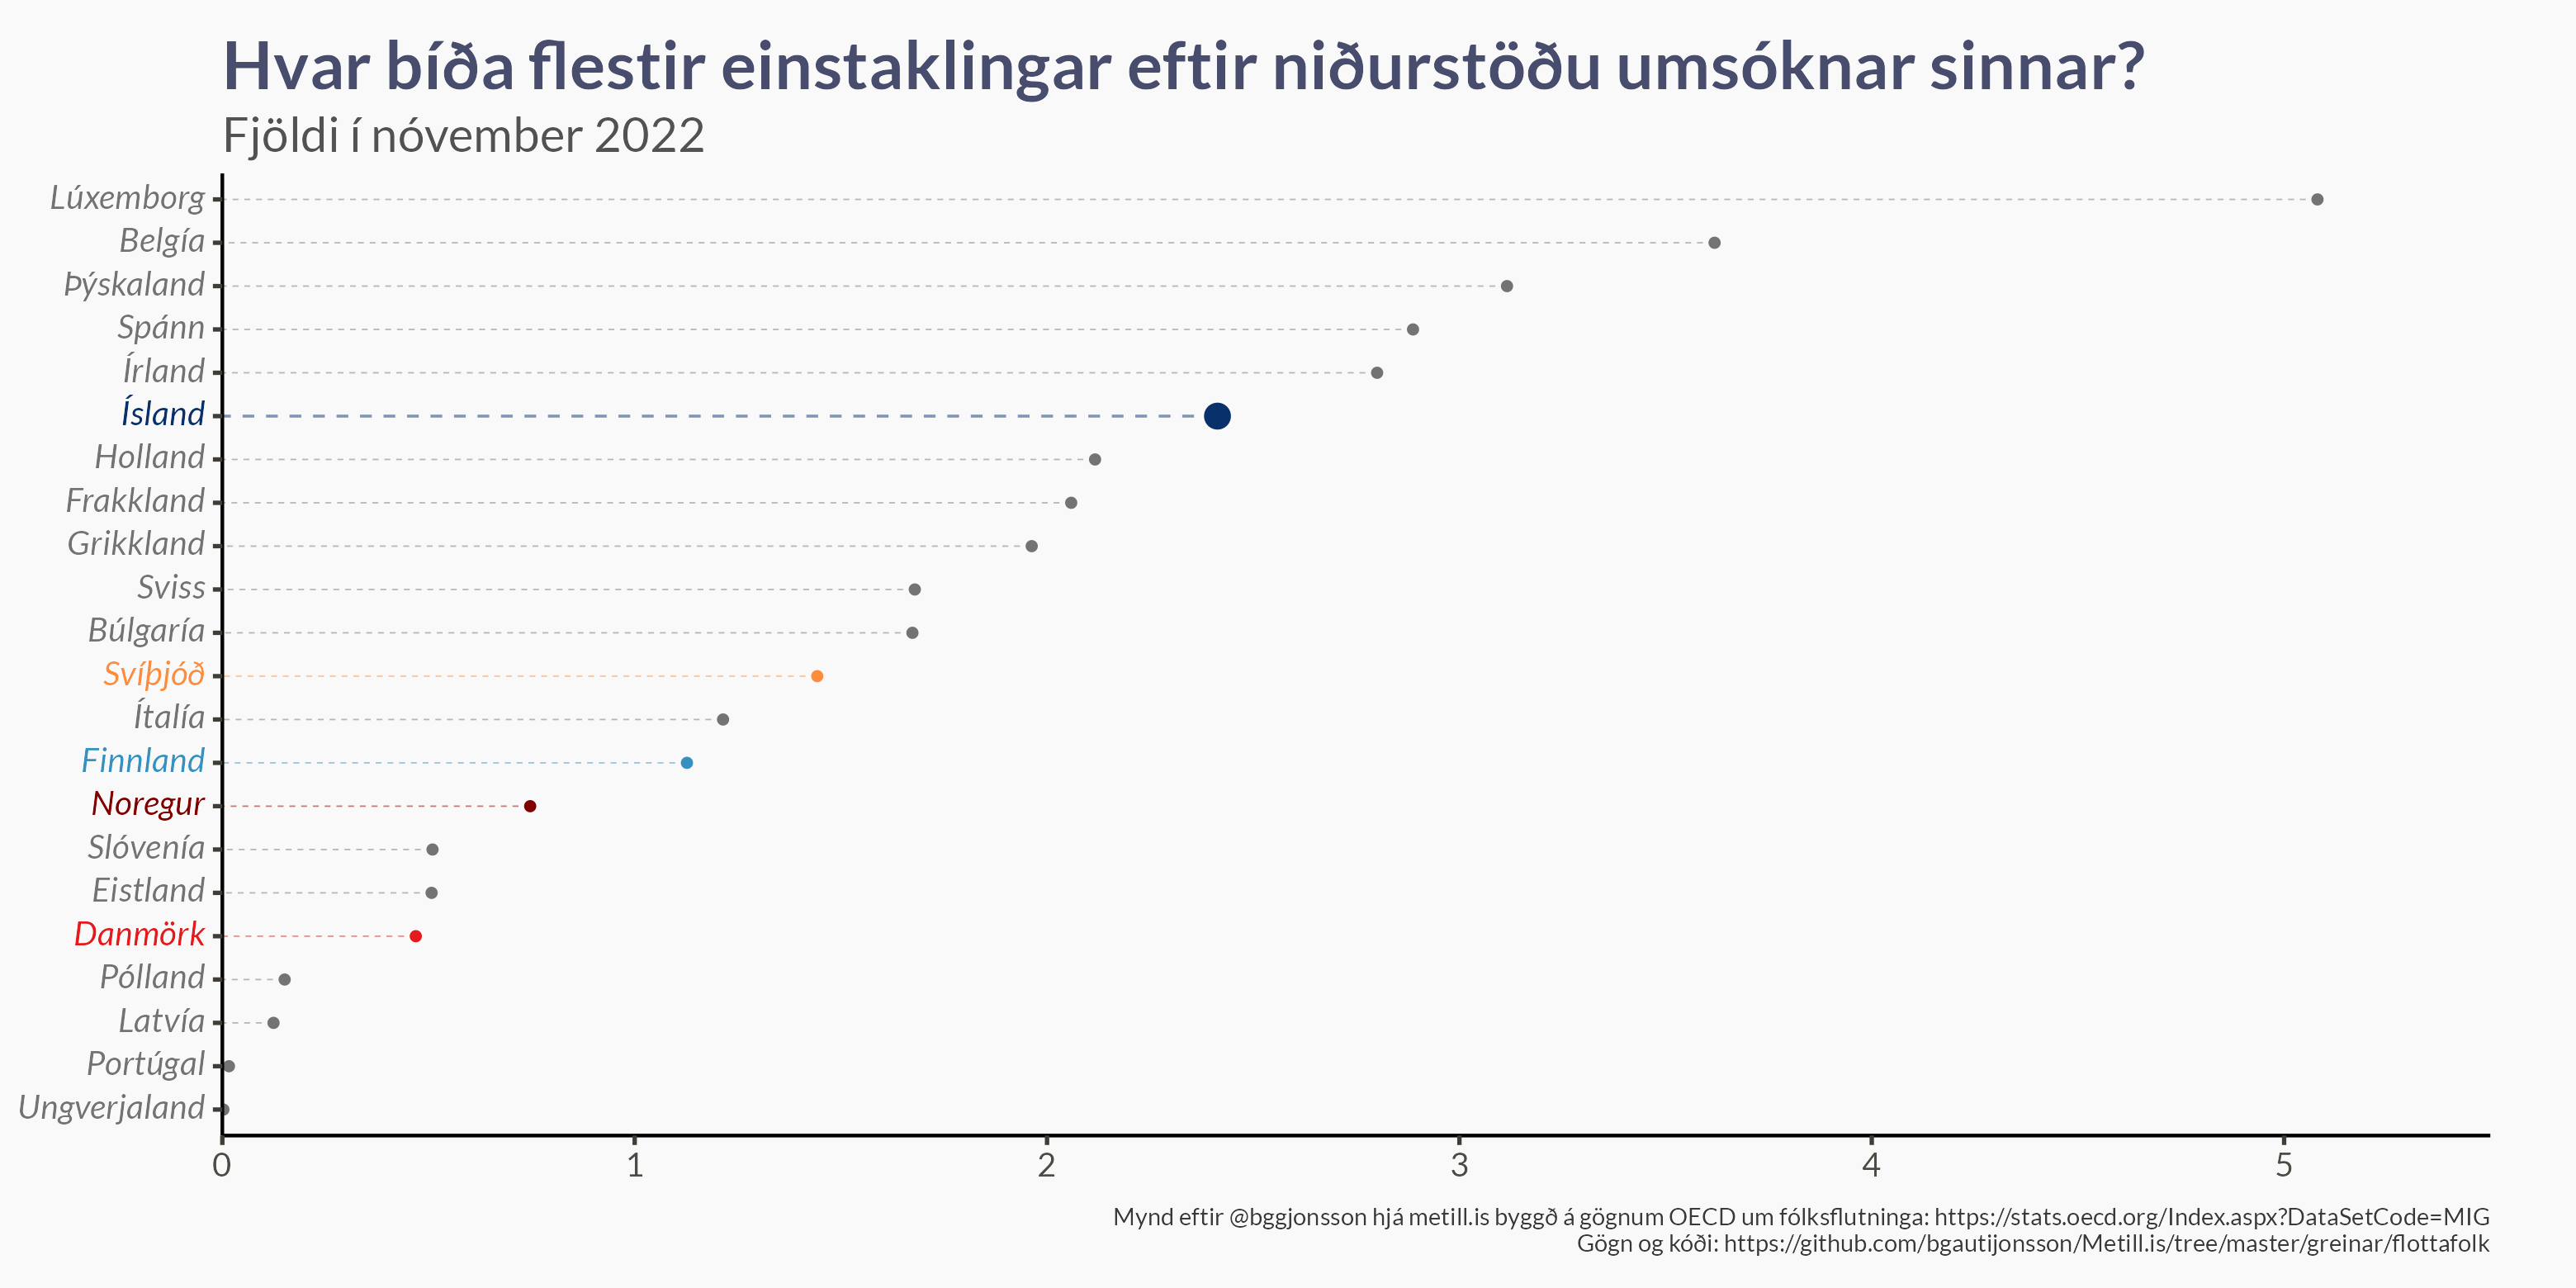 Hvar bíða flestir einstaklingar eftir niðurstöðu umsóknar sinnar?
Fjöldi í nóvember 2022
Lúxemborg
Belgía
Þýskaland
Spánn
Írland
Ísland
Holland
Frakkland
Grikkland
Sviss
Búlgaría
Svíþjóð
Ítalía
Finnland
Noregur
Slóvenía
Eistland
Danmörk
Pólland
Latvía
Portúgal
Ungverjaland
0 1 2 3 4 5
Mynd eftir @bggjonsson hjá metill.is byggð á gögnum OECD um fólksflutninga: https://stats.oecd.org/Index.aspx?DataSetCode=MIG
Gögn og kóði: https://github.com/bgautijonsson/Metill.is/tree/master/greinar/flottafolk